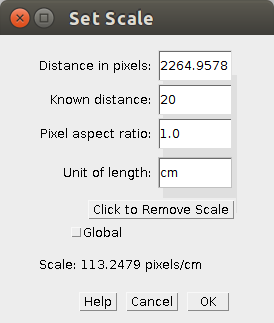 Set Scale
Distance in pixels: 2264.9578
Known distance: 20
Pixel aspect ratio: 1.0
Unit of length: cm
Click to Remove Scale
Global
Scale: 113.2479 pixels/cm
Help Cancel OK